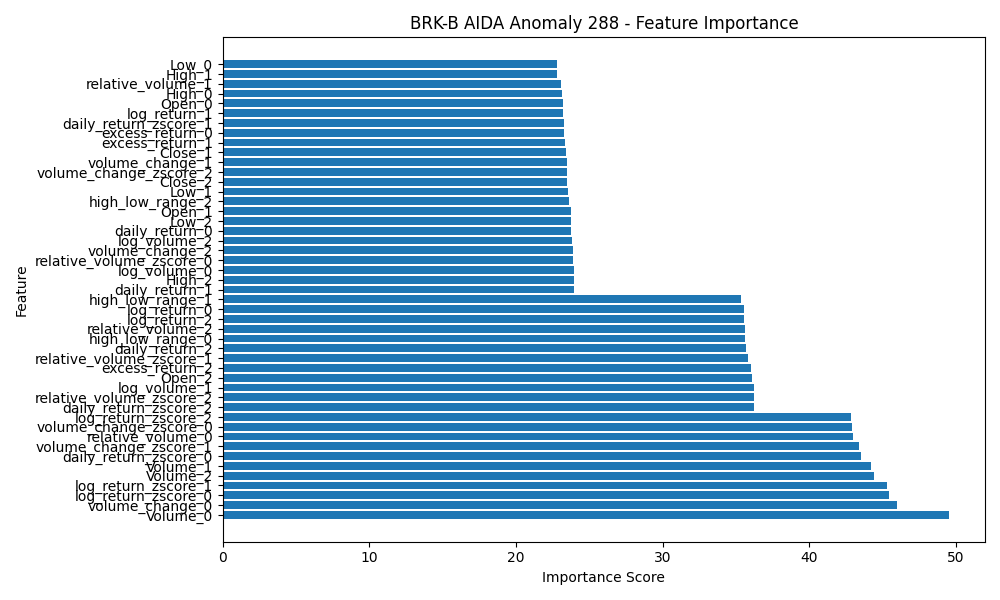 BRK-B AIDA Anomaly 288 - Feature Importance
Low_0
High_1
relative_volume_1
High_0
Open_0
log_return_1
daily_return_zscore_1
excess_return_0
excess_return_1
Close_1
volume_change_1
volume_change_zscore_2
Close_2
Low_1
high_low_range_2
Open_1
Low_2
daily_return_0
log_volume_2
volume_change_2
relative_volume_zscore_0
log_volume_0
High_2
daily_return_1
high_low_range_1
log_return_0
log_return_2
relative_volume_2
high_low_range_0
daily_return_2
relative_volume_zscore_1
excess_return_2
Open_2
log_volume_1
relative_volume_zscore_2
daily_return_zscore_2
log_return_zscore_2
volume_change_zscore_0
relative_volume_0
volume_change_zscore_1
daily_return_zscore_0
Volume_1
Volume_2
log_return_zscore_1
log_return_zscore_0
volume_change_0
Volume_0
Feature
0 10 20 30 40 50
Importance Score